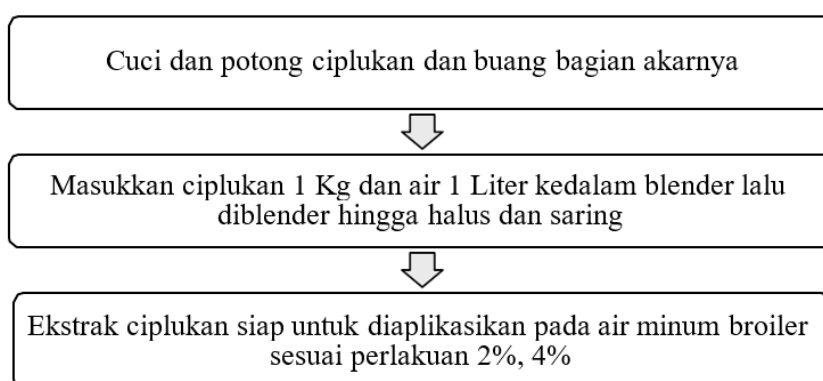 Cuci dan potong ciplukan dan buang bagian akarnya
Masukkan ciplukan 1 Kg dan air 1 Liter kedalam blender lalu
diblender hingga halus dan saring
Ekstrak ciplukan siap untuk diaplikasikan pada air minum broiler
sesuai perlakuan 2%, 4%